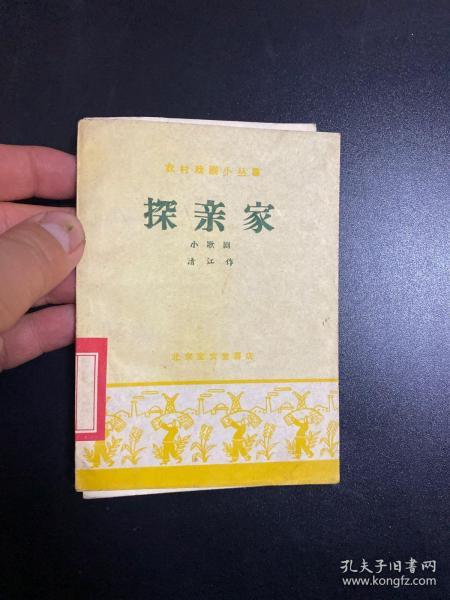 农村戏剧小丛书
探亲家
小歌剧
清江作
北京宝文堂书店
孔夫子旧书网
www.kongfz.com